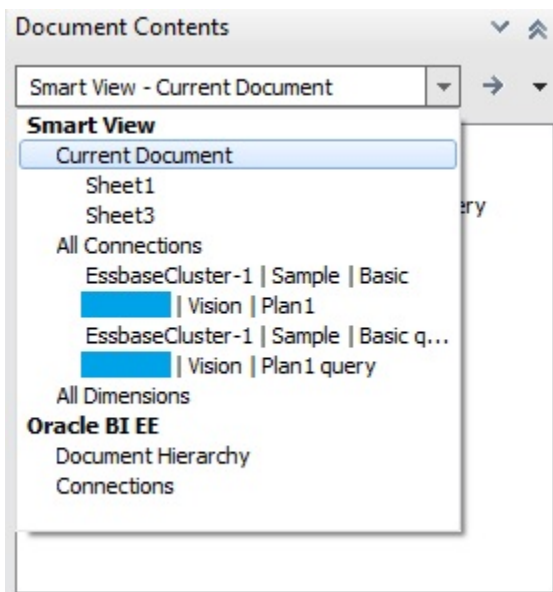 Document Contents
Smart View - Current Document
Smart View
Current Document
Sheet1
Sheet3
ery
All Connections
EssbaseCluster-1 | Sample | Basic
| Vision | Plan1
EssbaseCluster-1 | Sample | Basic q...
| Vision | Plan1 query
All Dimensions
Oracle BI EE
Document Hierarchy
Connections